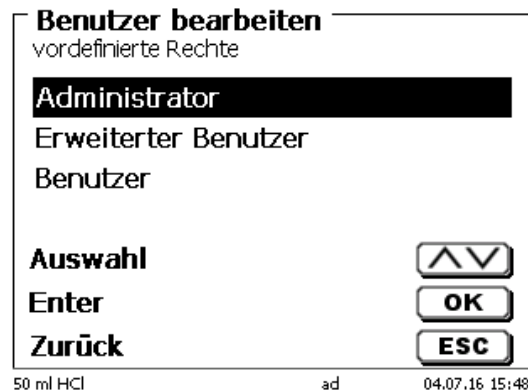 Benutzer bearbeiten
vordefinierte Rechte
Administrator
Erweiterter Benutzer
Benutzer
Auswahl
Enter OK
Zurück ESC
50 ml HCl ad 04.07.16 15:48